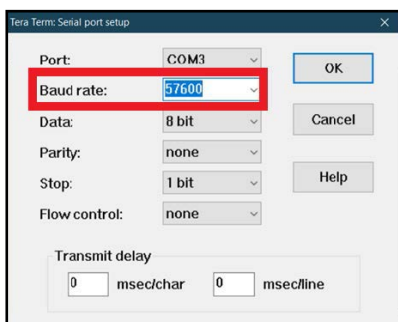 Tera Term: Serial port setup
Port: COM3 OK
Baud rate: 57600
Data: 8 bit Cancel
Parity: none
Stop: 1 bit Help
Flow control: none
Transmit delay
0 msec/char 0 msec/line